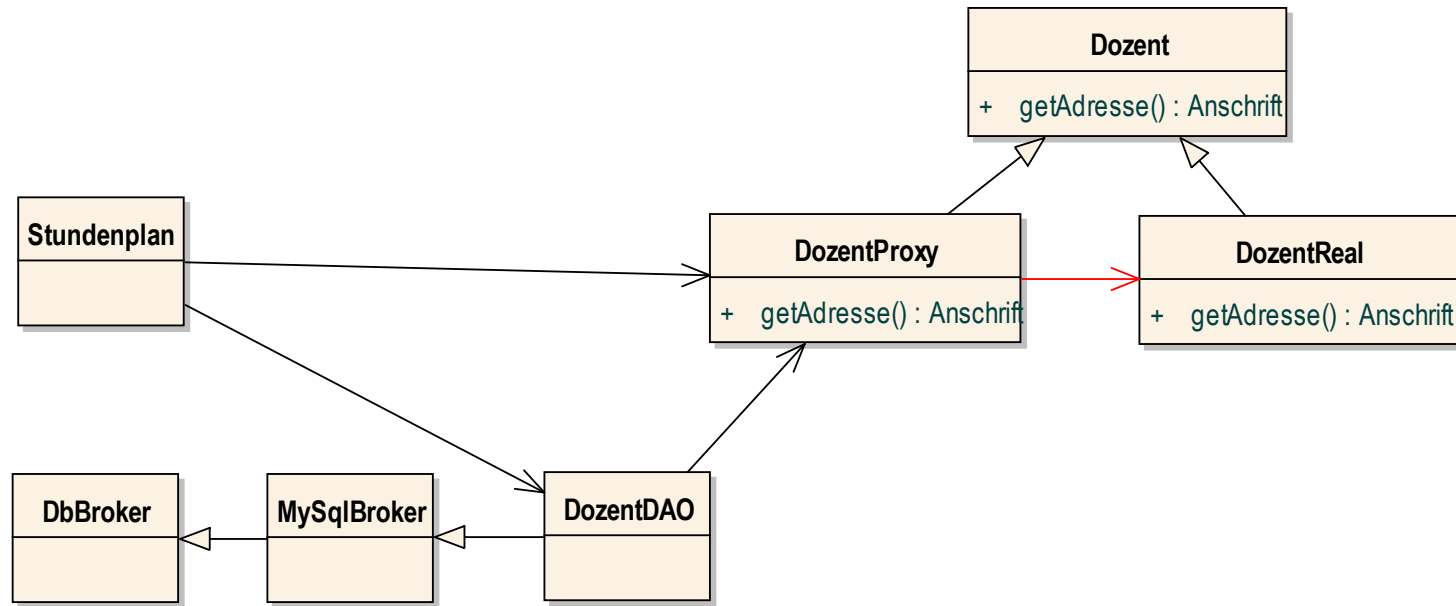 Dozent
+ getAdresse() : Anschrift
Stundenplan
DozentProxy
+ getAdresse() : Anschrift
DozentReal
+ getAdresse() : Anschrift
DbBroker
MySqlBroker
DozentDAO